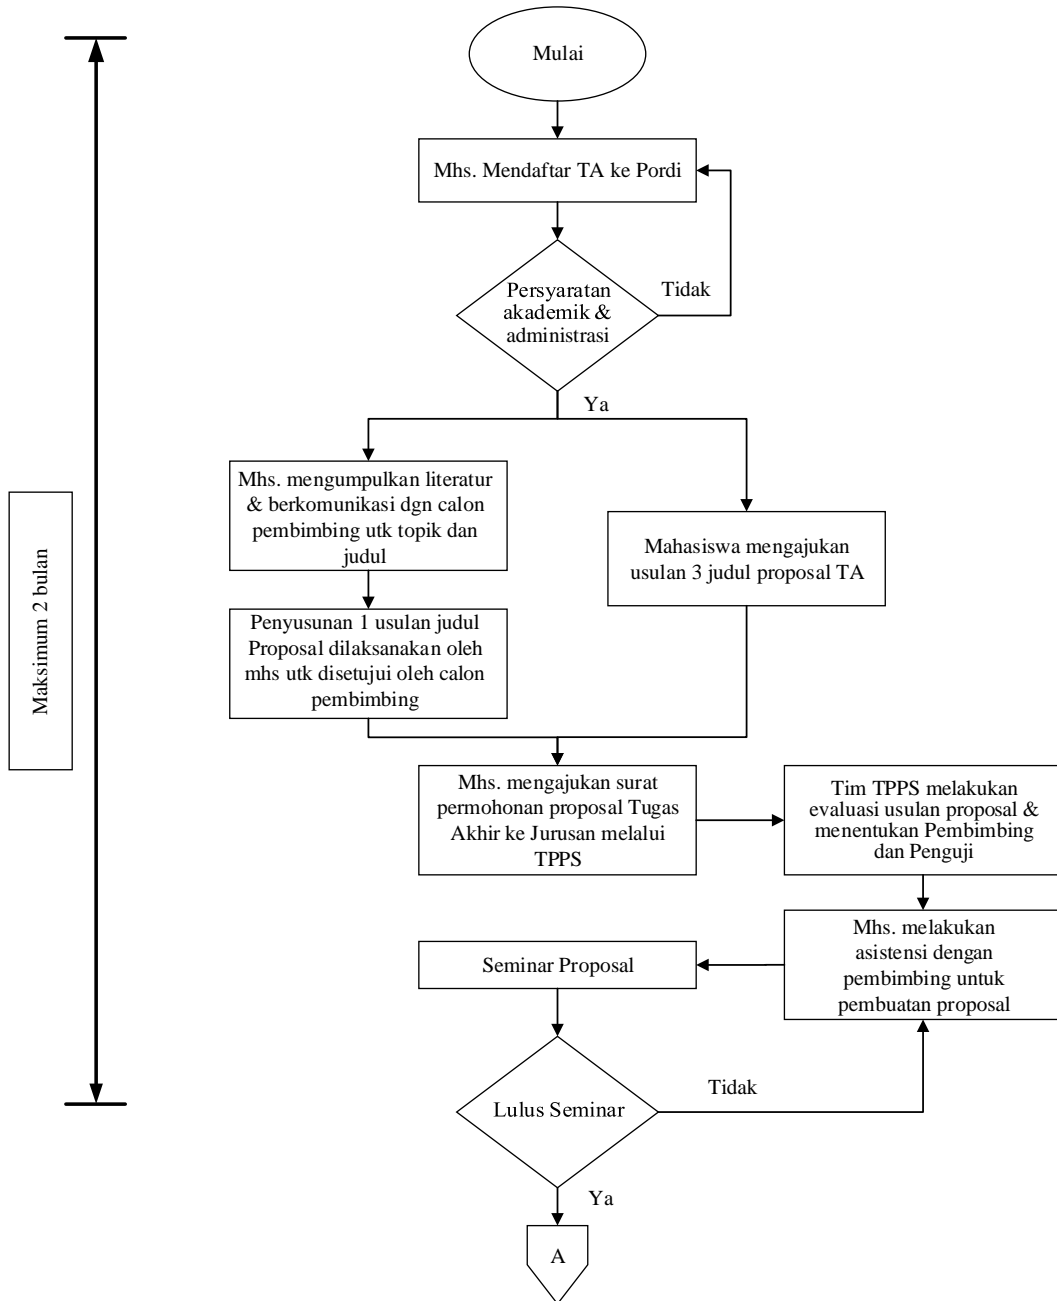 Mulai
Mhs. Mendaftar TA ke Pordi
Persyaratan
akademik &
administrasi
Tidak
Ya
Mhs. mengumpulkan literatur
& berkomunikasi dgn calon
pembimbing utk topik dan
judul
Mahasiswa mengajukan
usulan 3 judul proposal TA
Penyusunan 1 usulan judul
Proposal dilaksanakan oleh
mhs utk disetujui oleh calon
pembimbing
Maksimum 2 bulan
Mhs. mengajukan surat
permohonan proposal Tugas
Akhir ke Jurusan melalui
TPPS
Tim TPPS melakukan
evaluasi usulan proposal &
menentukan Pembimbing
dan Penguji
Mhs. melakukan
asistensi dengan
pembimbing untuk
pembuatan proposal
Seminar Proposal
Lulus Seminar
Tidak
Ya
A